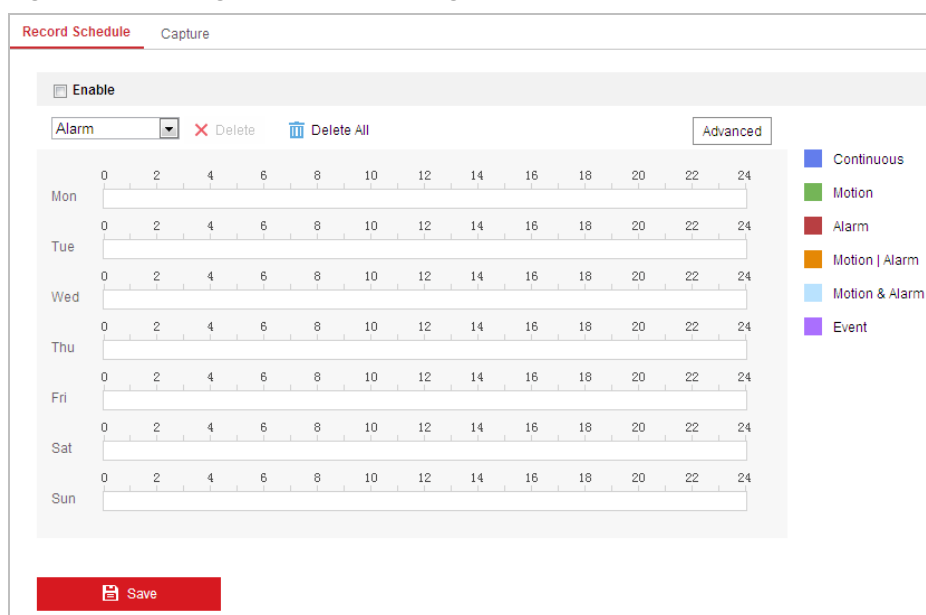 Record Schedule Capture
Enable
Alarm Delete Delete All Advanced
Continuous
Motion
Alarm
Motion | Alarm
Motion & Alarm
Event
0 2 4 6 8 10 12 14 16 18 20 22 24
Mon
0 2 4 6 8 10 12 14 16 18 20 22 24
Tue
0 2 4 6 8 10 12 14 16 18 20 22 24
Wed
0 2 4 6 8 10 12 14 16 18 20 22 24
Thu
0 2 4 6 8 10 12 14 16 18 20 22 24
Fri
0 2 4 6 8 10 12 14 16 18 20 22 24
Sat
0 2 4 6 8 10 12 14 16 18 20 22 24
Sun
Save